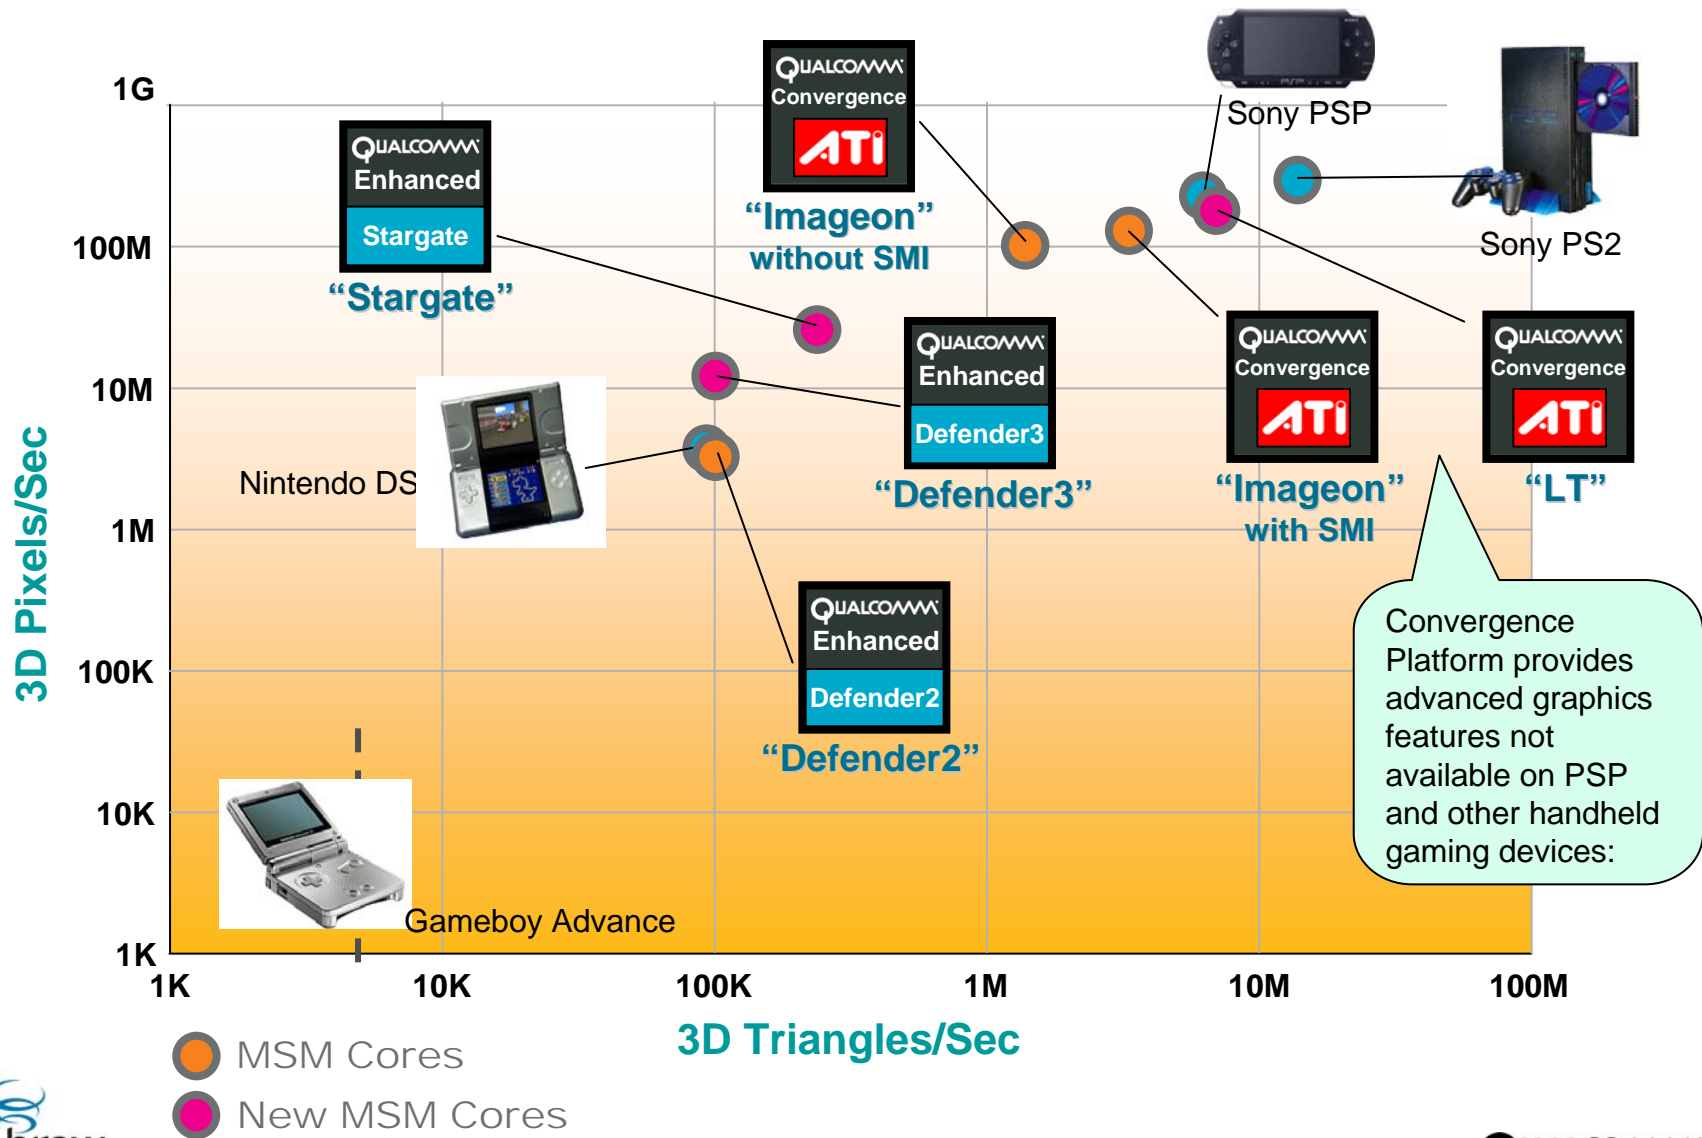 1G
100M
10M
1M
100K
10K
1K
3D Pixels/Sec
1K
10K
100K
1M
10M
100M
3D Triangles/Sec
QUALCOMM
Enhanced
Stargate
“Stargate”
QUALCOMM
Convergence
ATI
“Imageon”
without SMI
Sony PSP
Sony PS2
QUALCOMM
Enhanced
Defender3
“Defender3”
QUALCOMM
Convergence
ATI
“Imageon”
with SMI
QUALCOMM
Convergence
ATI
“LT”
Nintendo DS
QUALCOMM
Enhanced
Defender2
“Defender2”
Convergence
Platform provides
advanced graphics
features not
available on PSP
and other handheld
gaming devices:
Gameboy Advance
MSM Cores
New MSM Cores